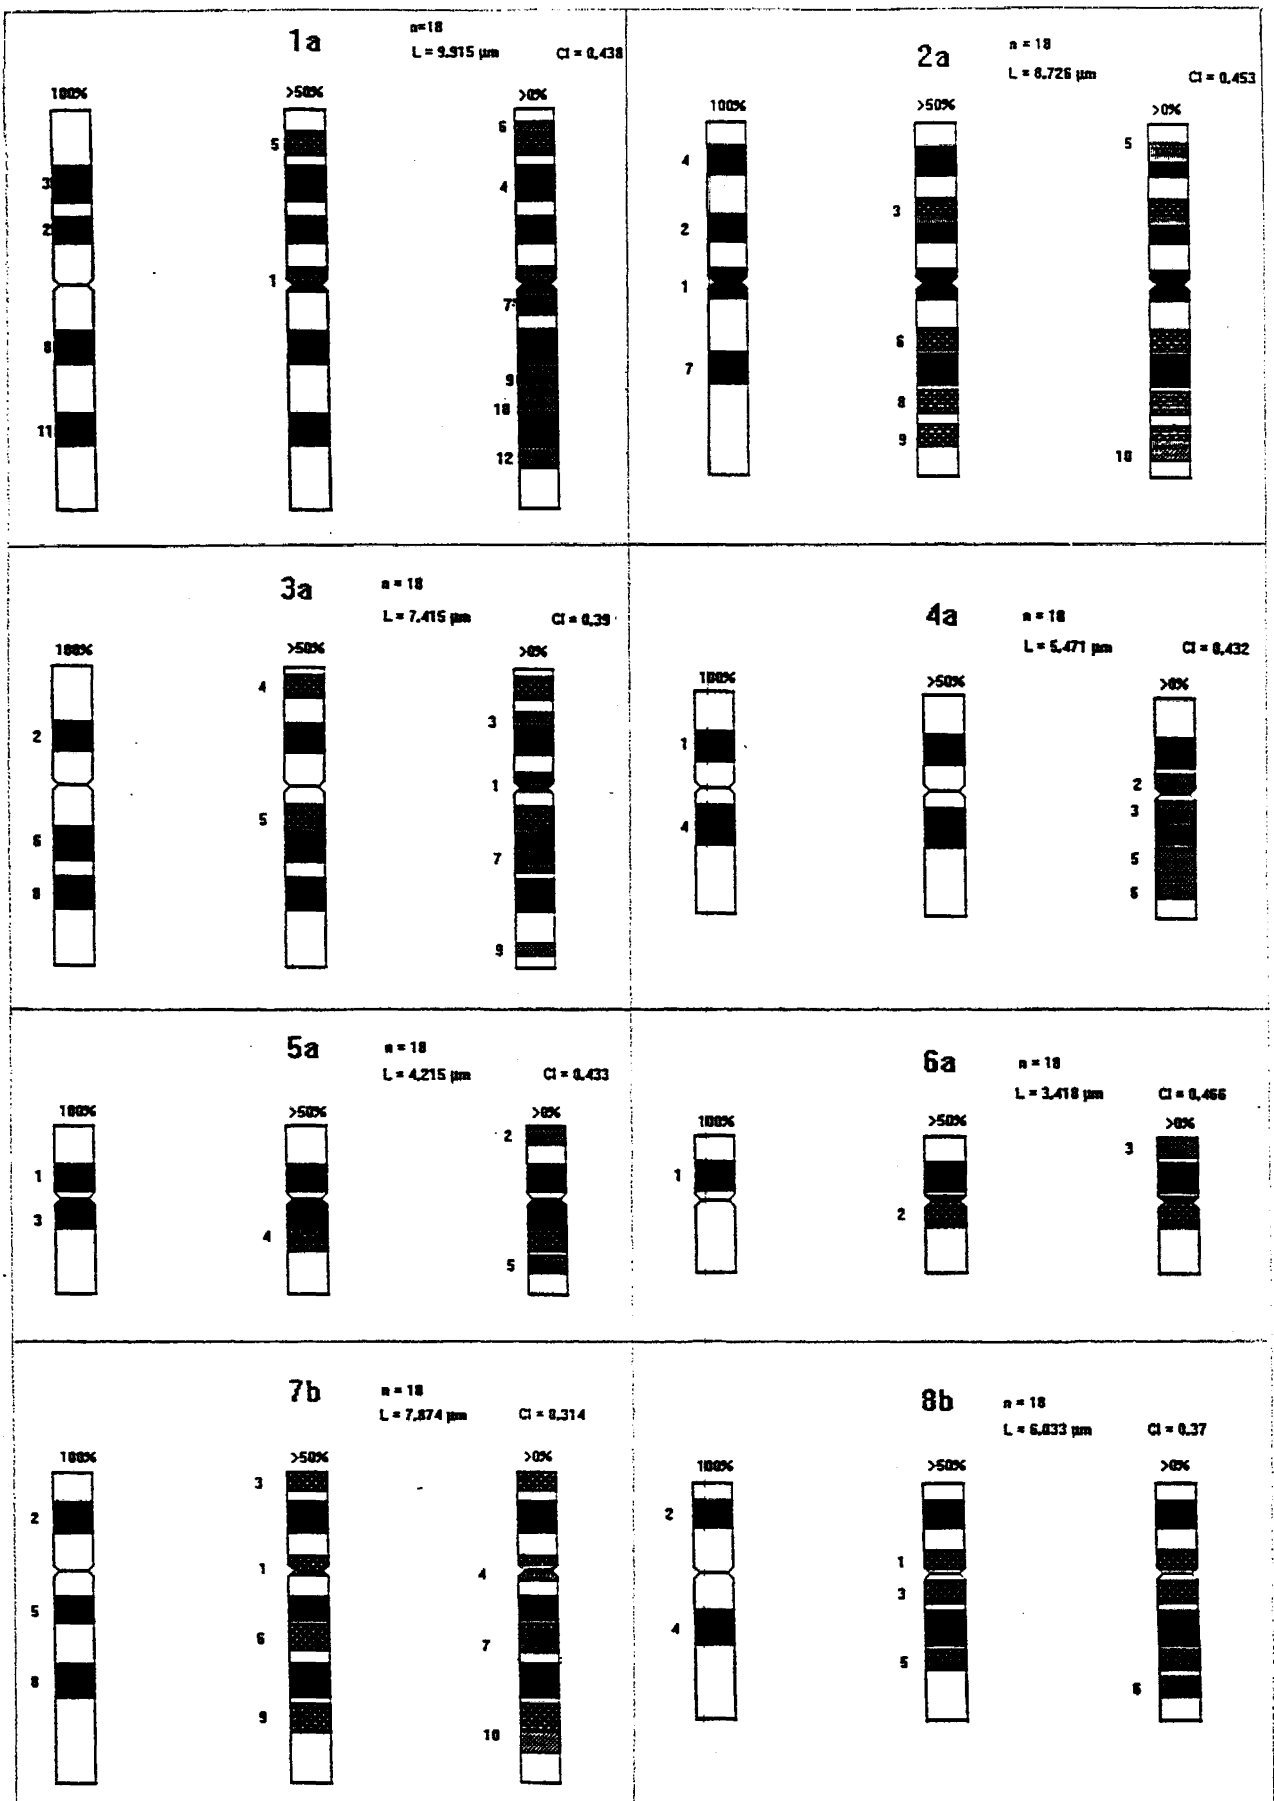 1a
n=18
L = 9.915 µm CI = 0.438
100% >50% >0%
5
6
3
4
2
1
7
8
9
10
11
12
2a
n = 18
L = 8.726 µm CI = 0.453
100% >50% >0%
5
4
3
2
1
6
7
8
9
10
3a
n = 18
L = 7.415 µm CI = 0.39
100% >50% >0%
4
3
2
1
5
6
7
8
9
4a
n = 18
L = 5.471 µm CI = 0.432
100% >50% >0%
1
2
3
4
5
6
5a
n = 18
L = 4.215 µm CI = 0.433
100% >50% >0%
2
1
3
4
5
6a
n = 18
L = 3.418 µm CI = 0.466
100% >50% >0%
3
1
2
7b
n = 18
L = 7.874 µm CI = 0.314
100% >50% >0%
3
2
1
4
5
6
7
8
9
10
8b
n = 18
L = 6.033 µm CI = 0.37
100% >50% >0%
2
1
3
4
5
6